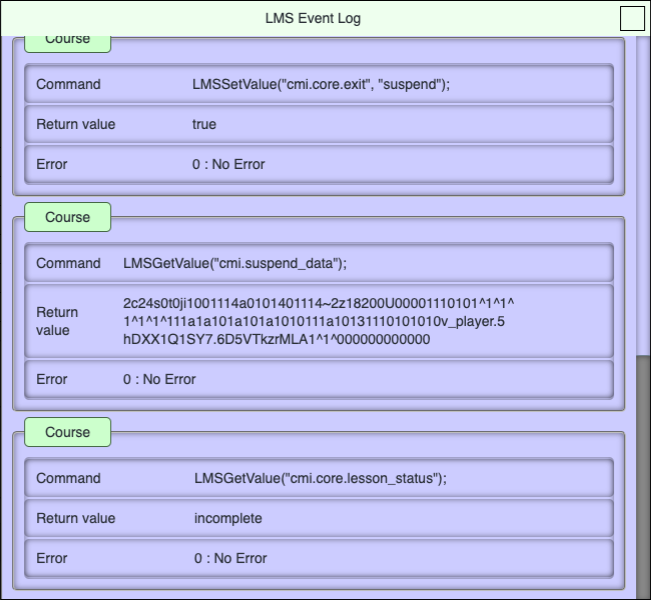 LMS Event Log
Course
Command LMSSetValue("cmi.core.exit", "suspend");
Return value true
Error 0 : No Error
Course
Command LMSGetValue("cmi.suspend_data");
Return value
2c24s0t0ji1001114a0101401114~2z18200U00001110101^1^1^
1^1^1^111a1a101a101a1010111a10131110101010v_player.5
hDXX1Q1SY7.6D5VTkzrMLA1^1^000000000000
Error 0 : No Error
Course
Command LMSGetValue("cmi.core.lesson_status");
Return value incomplete
Error 0 : No Error